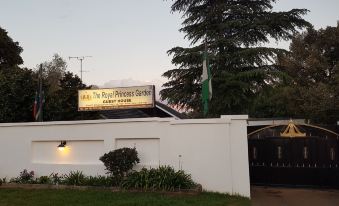 The Royal Princess Garden
GUEST HOUSE